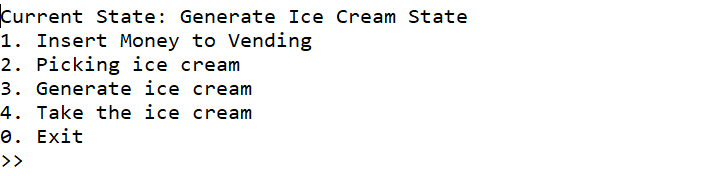 Current State: Generate Ice Cream State
1. Insert Money to Vending
2. Picking ice cream
3. Generate ice cream
4. Take the ice cream
0. Exit
>>